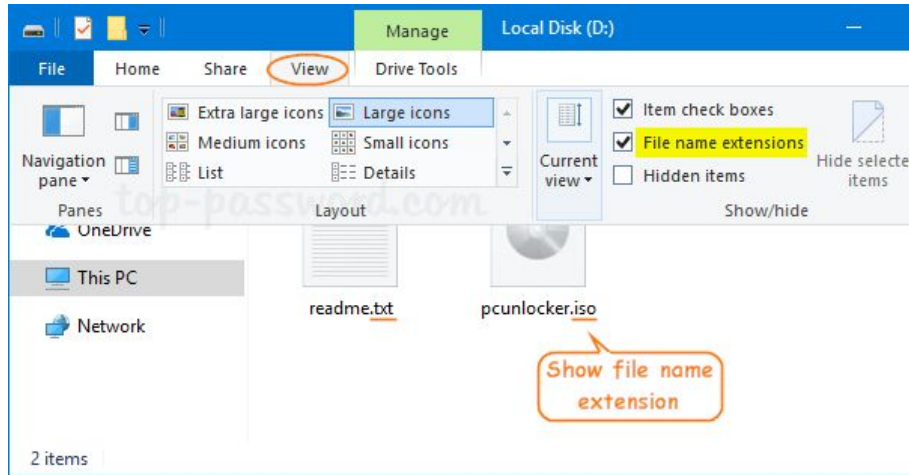 Manage Local Disk (D:)
File Home Share View Drive Tools
Extra large icons Large icons
Medium icons Small icons
List Details
Navigation pane
Current view
Item check boxes
File name extensions
Hidden items
Hide selecte
items
Panes Layout Show/hide
top-password.com
OneDrive
This PC
Network
readme.txt pcunlocker.iso
Show file name
extension
2 items